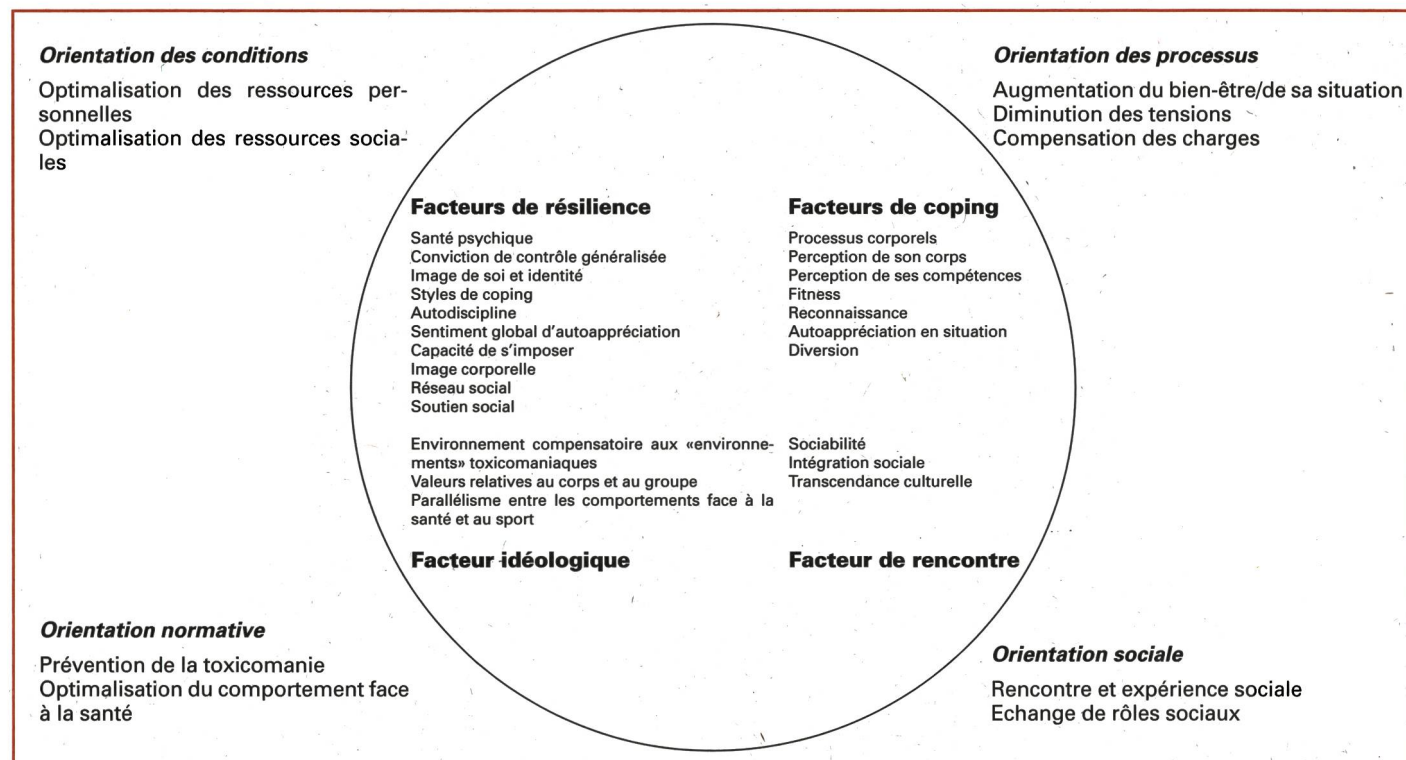 Orientation des conditions
Optimalisation des ressources per-
sonnelles
Optimalisation des ressources socia-
les
Orientation des processus
Augmentation du bien-être/de sa situation
Diminution des tensions
Compensation des charges
Facteurs de résilience
Santé psychique
Conviction de contrôle généralisée
Image de soi et identité
Styles de coping
Autodiscipline
Sentiment global d'autoappréciation
Capacité de s'imposer
Image corporelle
Réseau social
Soutien social
Facteurs de coping
Processus corporels
Perception de son corps
Perception de ses compétences
Fitness
Reconnaissance
Autoappréciation en situation
Diversion
Environnement compensatoire aux «environne-
ments» toxicomaniaques
Valeurs relatives au corps et au groupe
Parallélisme entre les comportements face à la
santé et au sport
Facteur idéologique
Sociabilité
Intégration sociale
Transcendance culturelle
Facteur de rencontre
Orientation normative
Prévention de la toxicomanie
Optimalisation du comportement face
à la santé
Orientation sociale
Rencontre et expérience sociale
Echange de rôles sociaux